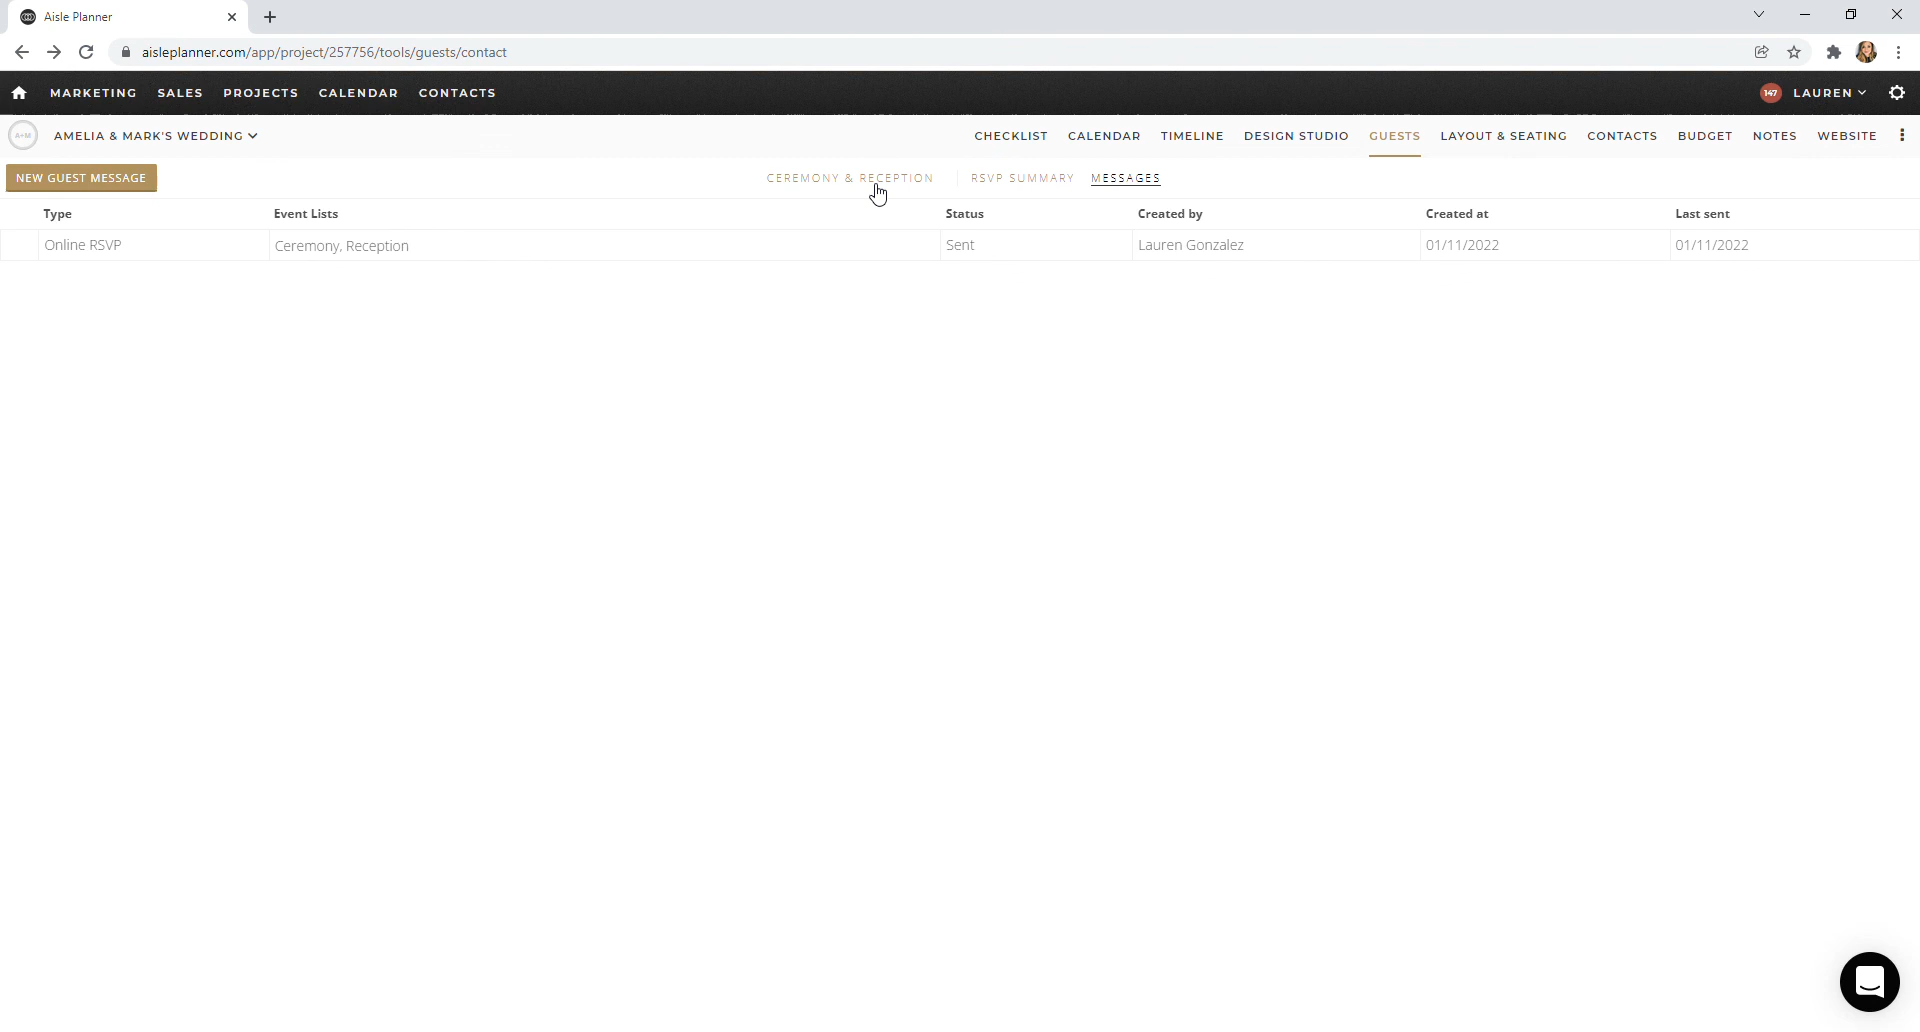 Aisle Planner
aisleplanner.com/app/project/257756/tools/guests/contact
MARKETING SALES PROJECTS CALENDAR CONTACTS 147 LAUREN
A+M AMELIA & MARK'S WEDDING CHECKLIST CALENDAR TIMELINE DESIGN STUDIO GUESTS LAYOUT & SEATING CONTACTS BUDGET NOTES WEBSITE
NEW GUEST MESSAGE CEREMONY & RECEPTION RSVP SUMMARY MESSAGES
Type Event Lists Status Created by Created at Last sent
Online RSVP Ceremony, Reception Sent Lauren Gonzalez 01/11/2022 01/11/2022